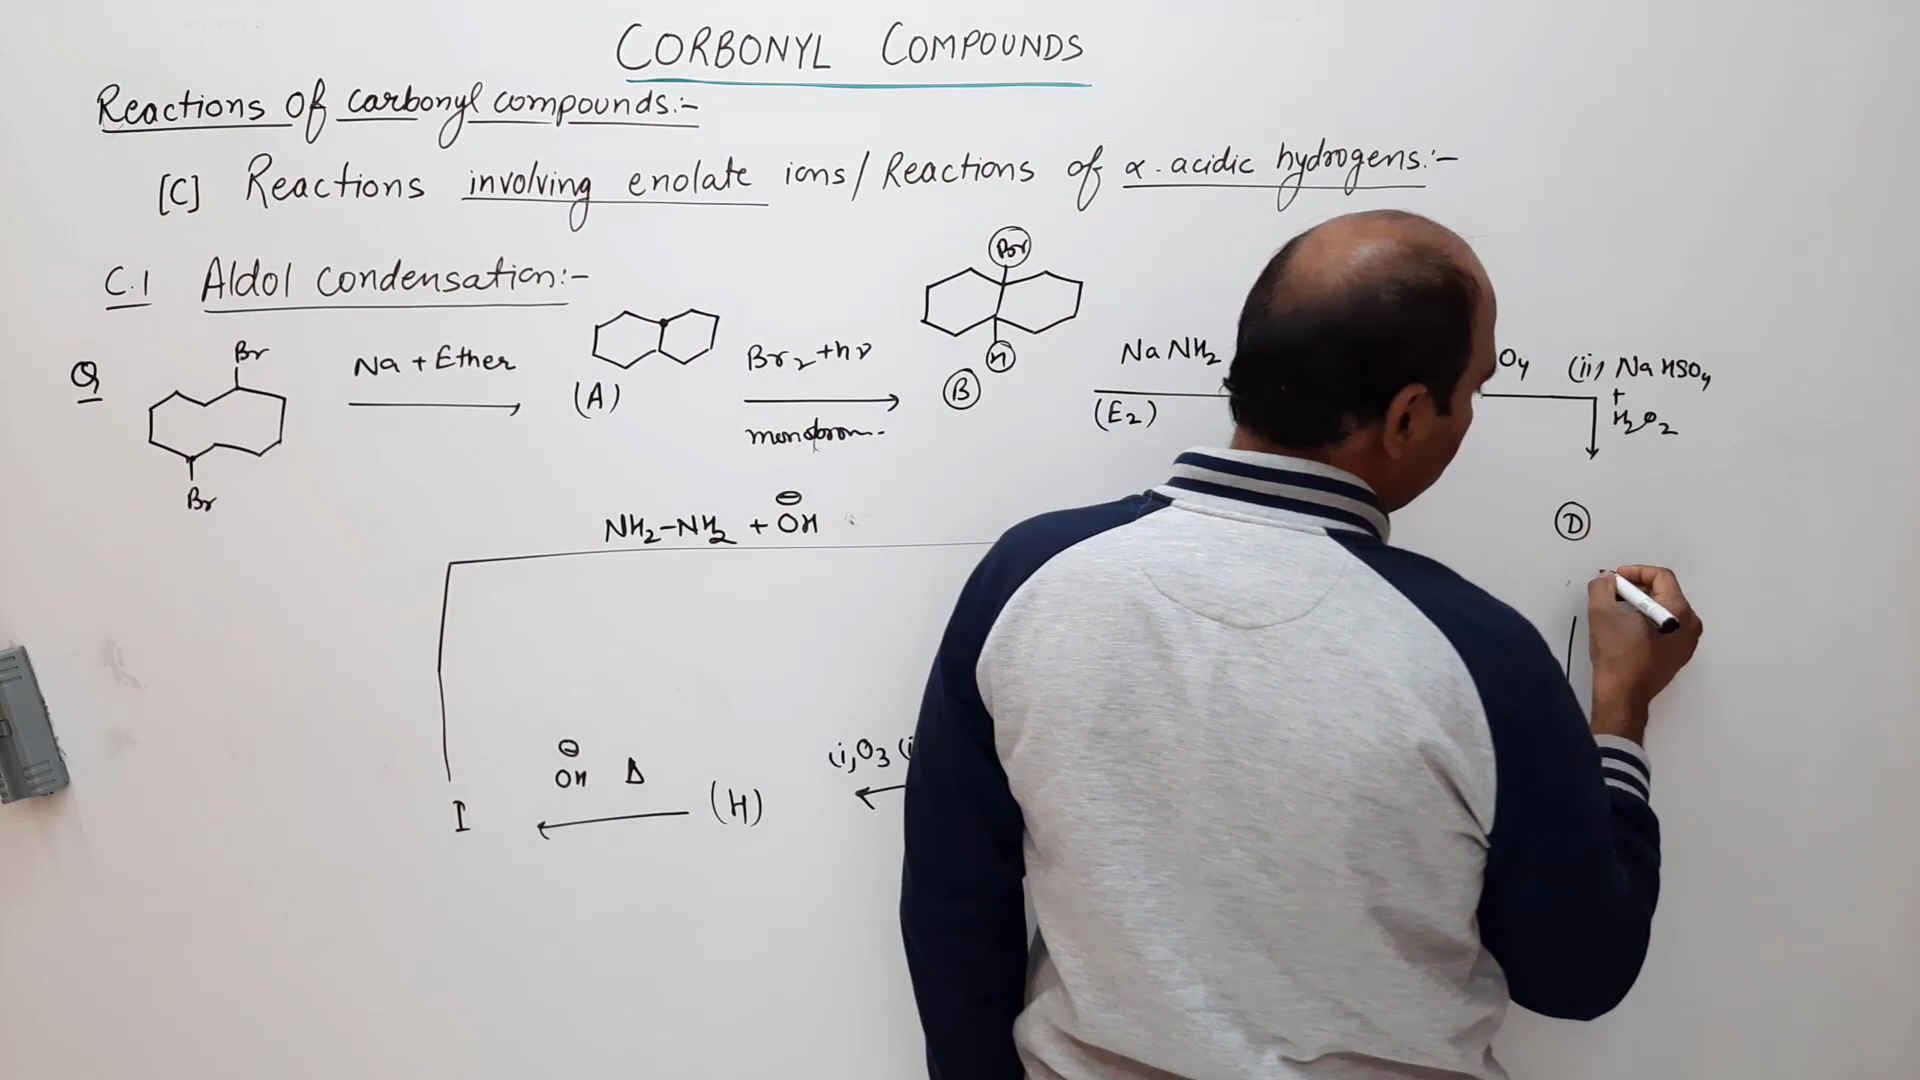 CORBONYL COMPOUNDS
Reactions of carbonyl compounds:-
[C] Reactions involving enolate ions/Reactions of α-acidic hydrogens:-
C.1 Aldol condensation:-
Q
Br
Br
Na + Ether
(A)
Br2 + hν
Br
H
B
NaNH2
(E2)
O4 (ii) NaHSO4
+
H2O2
D
NH2-NH2 + OH
⊖
(i) O3 (i
(H)
⊖
OH Δ
I